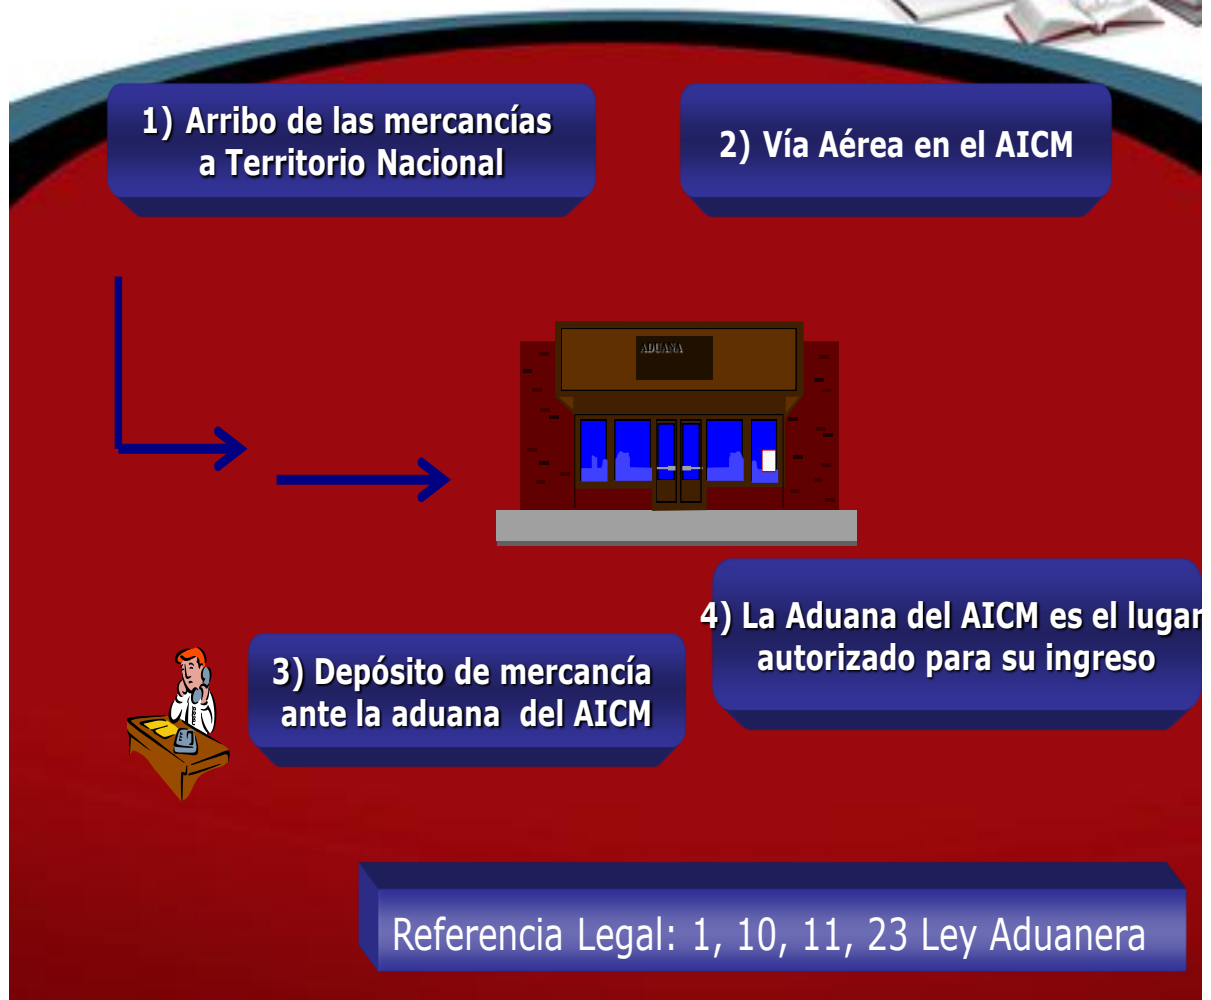 1) Arribo de las mercancías
a Territorio Nacional
2) Vía Aérea en el AICM
ADUANA
4) La Aduana del AICM es el lugar
autorizado para su ingreso
3) Depósito de mercancía
ante la aduana del AICM
Referencia Legal: 1, 10, 11, 23 Ley Aduanera